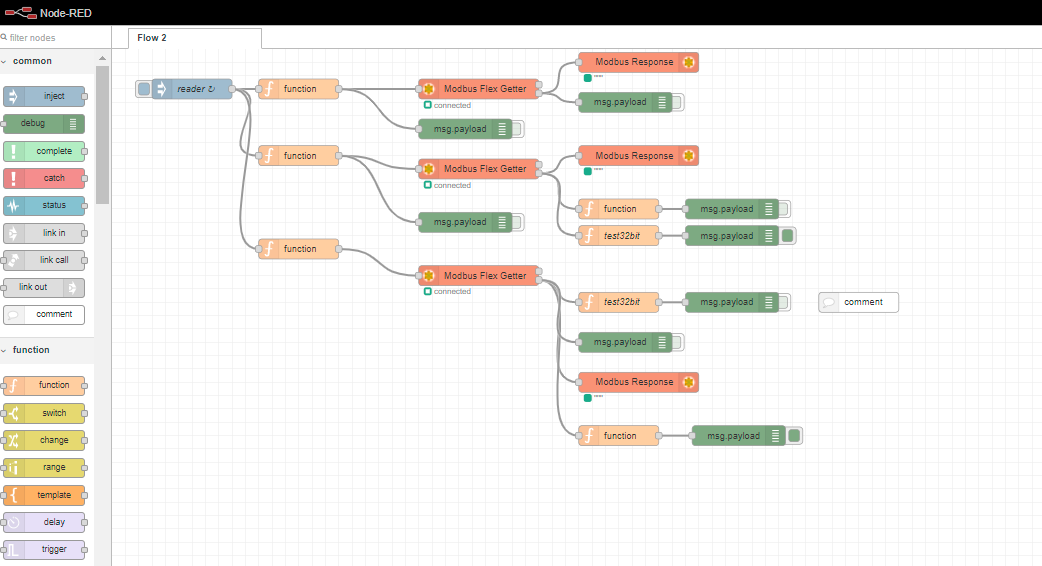 Node-RED
filter nodes
Flow 2
common
inject
debug
complete
catch
status
link in
link call
link out
comment
function
function
switch
change
range
template
delay
trigger
reader ↻
function
Modbus Flex Getter
connected
msg.payload
Modbus Response
msg.payload
function
Modbus Flex Getter
connected
msg.payload
Modbus Response
function
msg.payload
test32bit
msg.payload
function
Modbus Flex Getter
connected
test32bit
msg.payload
comment
msg.payload
Modbus Response
function
msg.payload